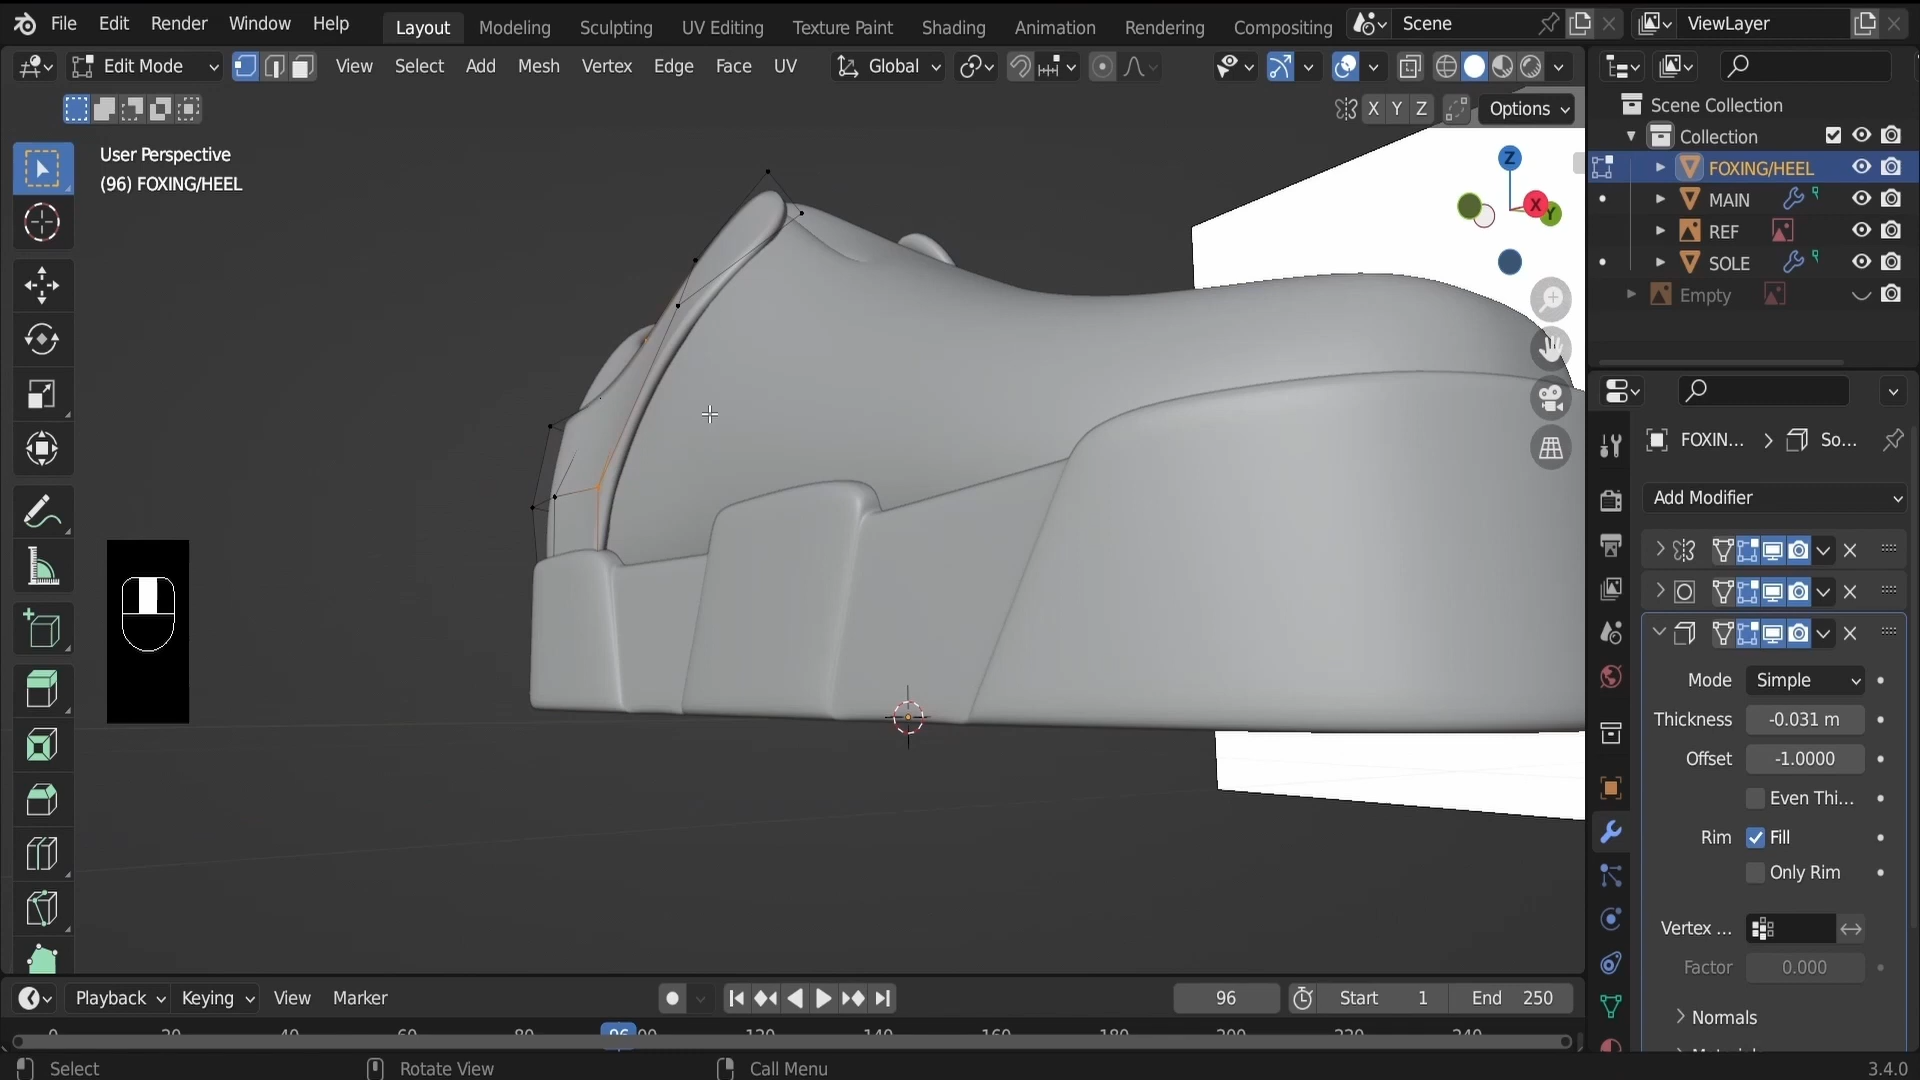 File Edit Render Window Help Layout Modeling Sculpting UV Editing Texture Paint Shading Animation Rendering Compositing Scene ViewLayer
Edit Mode View Select Add Mesh Vertex Edge Face UV Global
X Y Z Options
User Perspective
(96) FOXING/HEEL
Z
X
Y
Scene Collection
Collection
FOXING/HEEL
MAIN
REF
SOLE
Empty
FOXIN... > So...
Add Modifier
Mode Simple
Thickness -0.031 m
Offset -1.0000
Even Thi...
Rim Fill
Only Rim
Vertex ...
Factor 0.000
Normals
Playback Keying View Marker 96 Start 1 End 250
96
Select Rotate View Call Menu 3.4.0